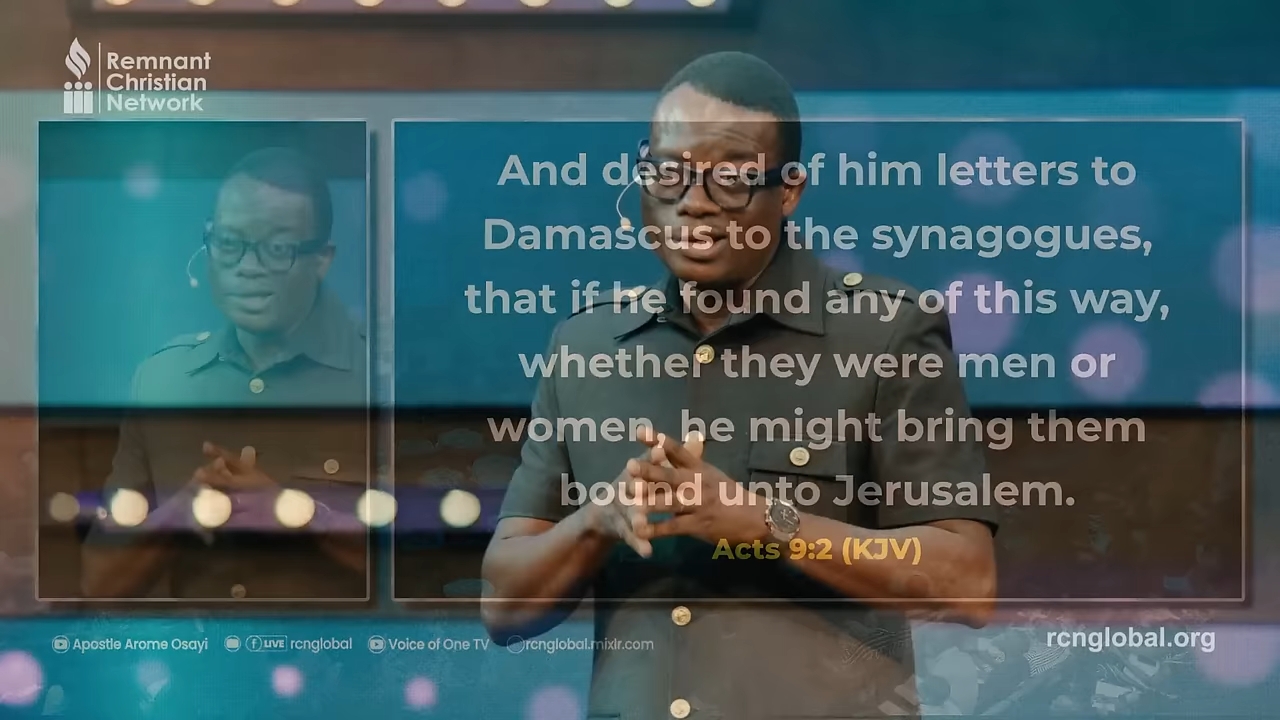 Remnant
Christian
Network
And desired of him letters to
Damascus to the synagogues,
that if he found any of this way,
whether they were men or
women, he might bring them
bound unto Jerusalem.
Acts 9:2 (KJV)
Apostle Arome Osayi
f LIVE rcnglobal
Voice of One TV
rcnglobal.mixlr.com
rcnglobal.org